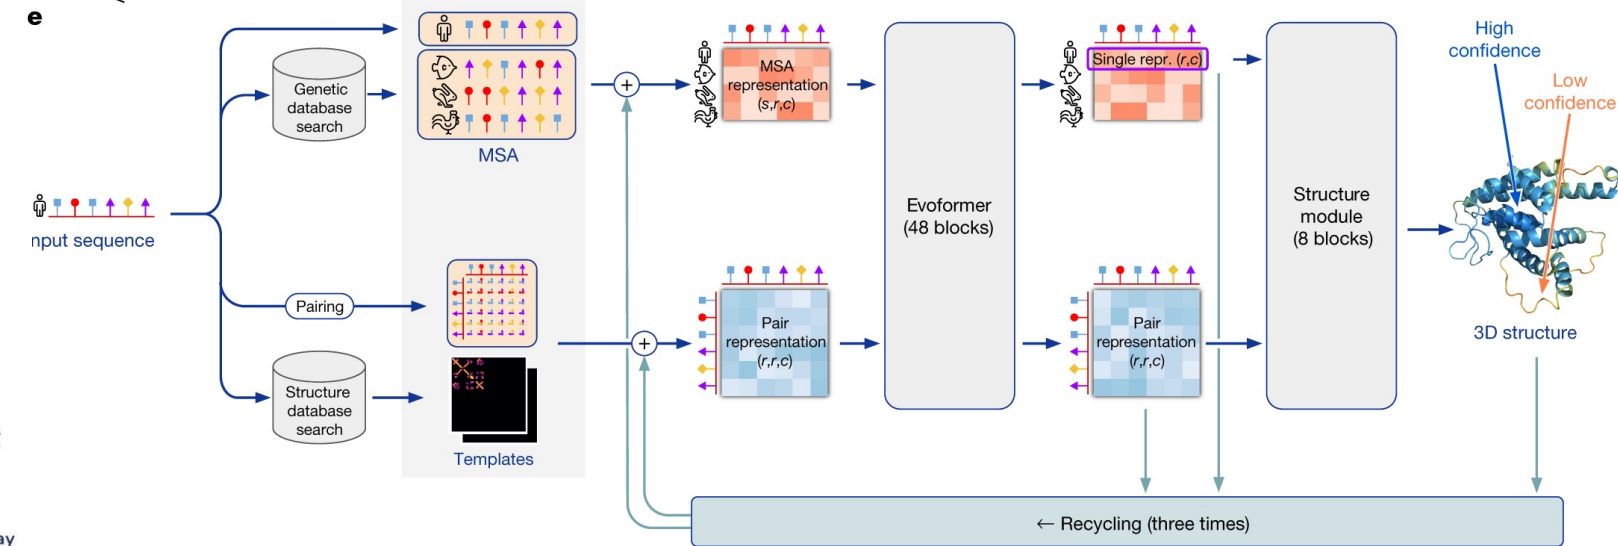 e
Genetic
database
search
MSA
nput sequence
Pairing
Structure
database
search
Templates
MSA
representation
(s,r,c)
Pair
representation
(r,r,c)
Evoformer
(48 blocks)
Single repr. (r,c)
Pair
representation
(r,r,c)
Structure
module
(8 blocks)
High
confidence
Low
confidence
3D structure
← Recycling (three times)
ay